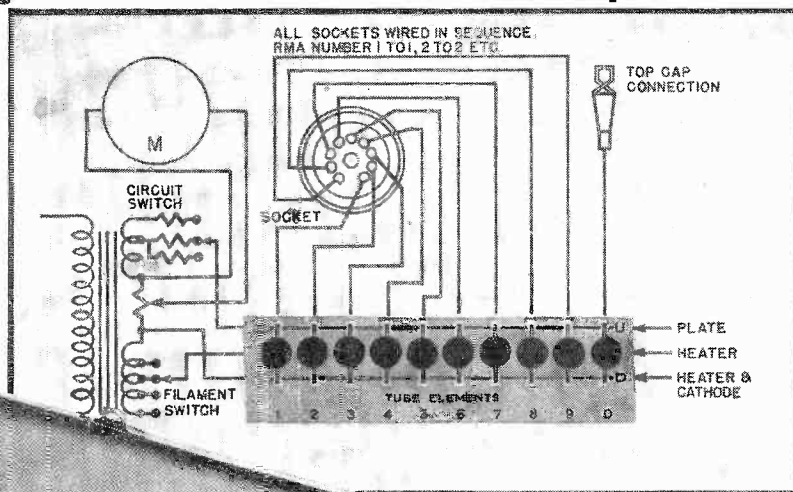 ALL SOCKETS WIRED IN SEQUENCE
RMA NUMBER 1 TO 1, 2 TO 2 ETC.
TOP CAP
CONNECTION
M
CIRCUIT
SWITCH
SOCKET
PLATE
HEATER
HEATER &
CATHODE
FILAMENT
SWITCH
U
D
TUBE ELEMENTS
1 2 3 4 5 6 7 8 9 0